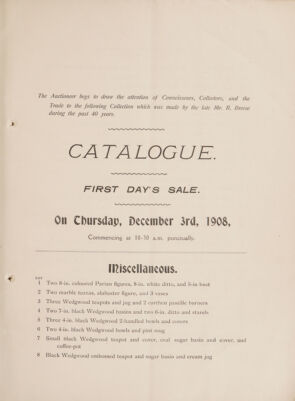 The Auctioneer begs to draw the attention of Connoisseurs, Collectors, and the
Trade to the following Collection which was made by the late Mr. R. Breese
during the past 40 years.
CATALOGUE.
FIRST DAY'S SALE.
On Thursday, December 3rd, 1908,
Commencing at 10-30 a.m. punctually.
Miscellaneous.
LOT
1 Two 8-in. coloured Parian figures, 8-in. white ditto, and 5-in bust
2 Two marble tazzas, alabaster figure, and 3 vases
3 Three Wedgwood teapots and jug and 2 earthen pastille burners
4 Two 7-in. black Wedgwood basins and two 6-in. ditto and stands
5 Three 4-in. black Wedgwood 2-handled bowls and covers
6 Two 4-in. black Wedgwood bowls and pint mug
7 Small black Wedgwood teapot and cover, oval sugar basin and cover, and
coffee-pot
8 Black Wedgwood embossed teapot and sugar basin and cream jug